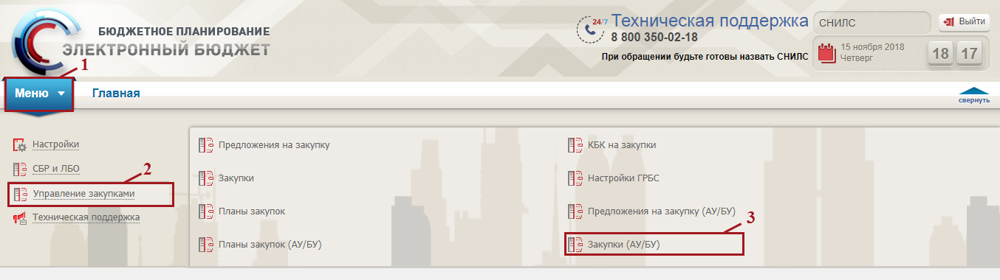 БЮДЖЕТНОЕ ПЛАНИРОВАНИЕ
ЭЛЕКТРОННЫЙ БЮДЖЕТ
24/7
Техническая поддержка
8 800 350-02-18
При обращении будьте готовы назвать СНИЛС
СНИЛС
Выйти
15 ноября 2018
Четверг
18 17
1
Меню
Главная
свернуть
Настройки
СБР и ЛБО
2
Управление закупками
Техническая поддержка
Предложения на закупку
Закупки
Планы закупок
Планы закупок (АУ/БУ)
КБК на закупки
Настройки ГРБС
Предложения на закупку (АУ/БУ)
3
Закупки (АУ/БУ)